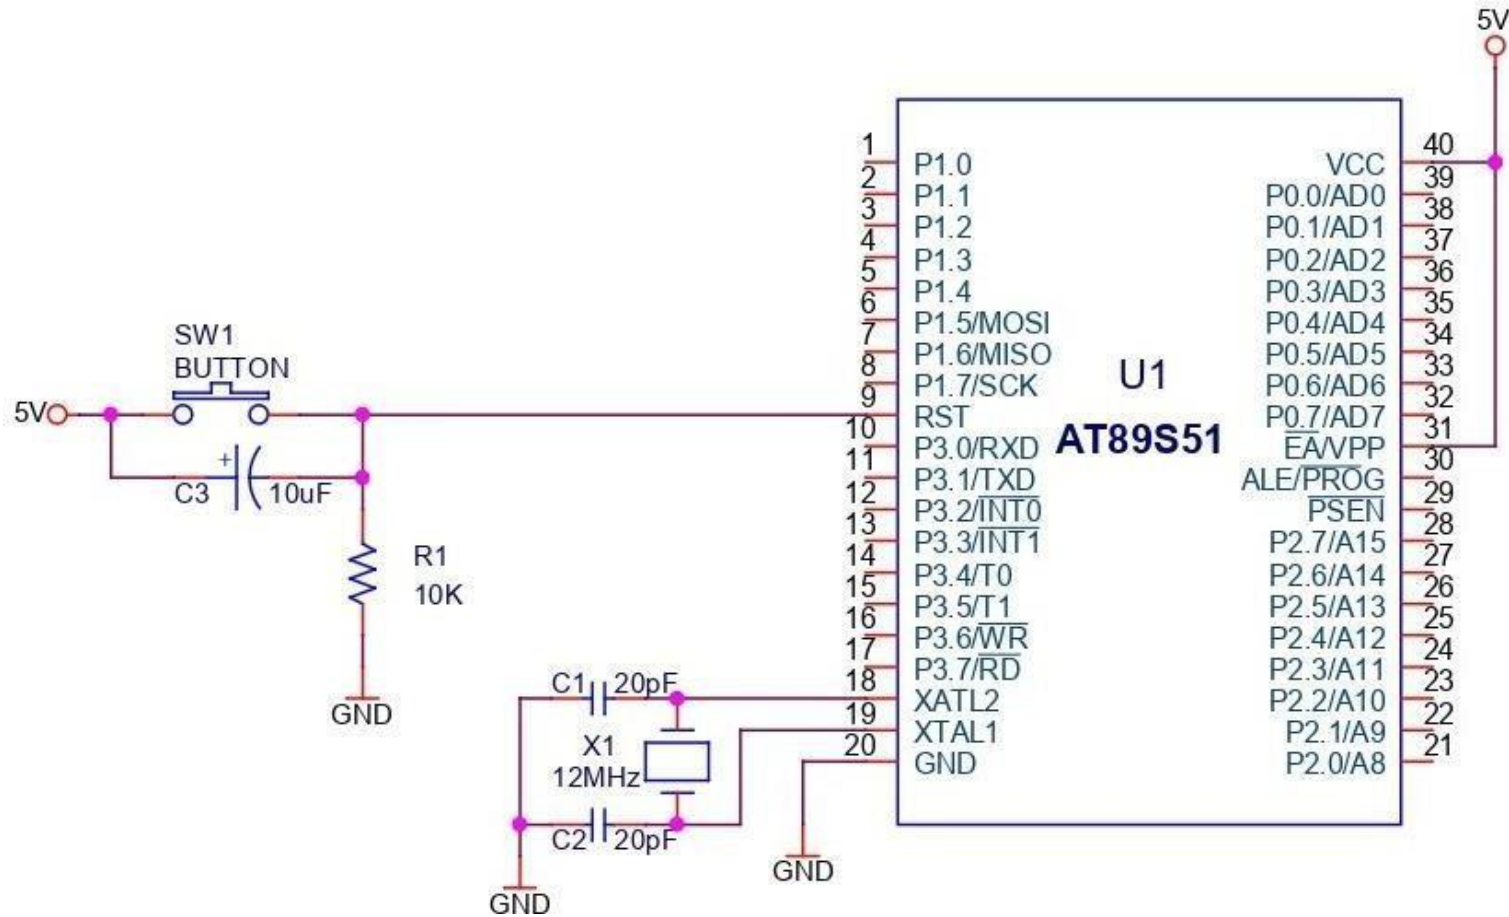 5V
1
P1.0
2
P1.1
3
P1.2
4
P1.3
5
P1.4
6
P1.5/MOSI
7
P1.6/MISO
8
P1.7/SCK
9
RST
10
P3.0/RXD
11
P3.1/TXD
12
P3.2/INT0
13
P3.3/INT1
14
P3.4/T0
15
P3.5/T1
16
P3.6/WR
17
P3.7/RD
18
XATL2
19
XTAL1
20
GND
U1
AT89S51
40
VCC
39
P0.0/AD0
38
P0.1/AD1
37
P0.2/AD2
36
P0.3/AD3
35
P0.4/AD4
34
P0.5/AD5
33
P0.6/AD6
32
P0.7/AD7
31
EA/VPP
30
ALE/PROG
29
PSEN
28
P2.7/A15
27
P2.6/A14
26
P2.5/A13
25
P2.4/A12
24
P2.3/A11
23
P2.2/A10
22
P2.1/A9
21
P2.0/A8
SW1
BUTTON
5V
+
C3 10uF
R1
10K
GND
C1 20pF
X1
12MHz
C2 20pF
GND
GND